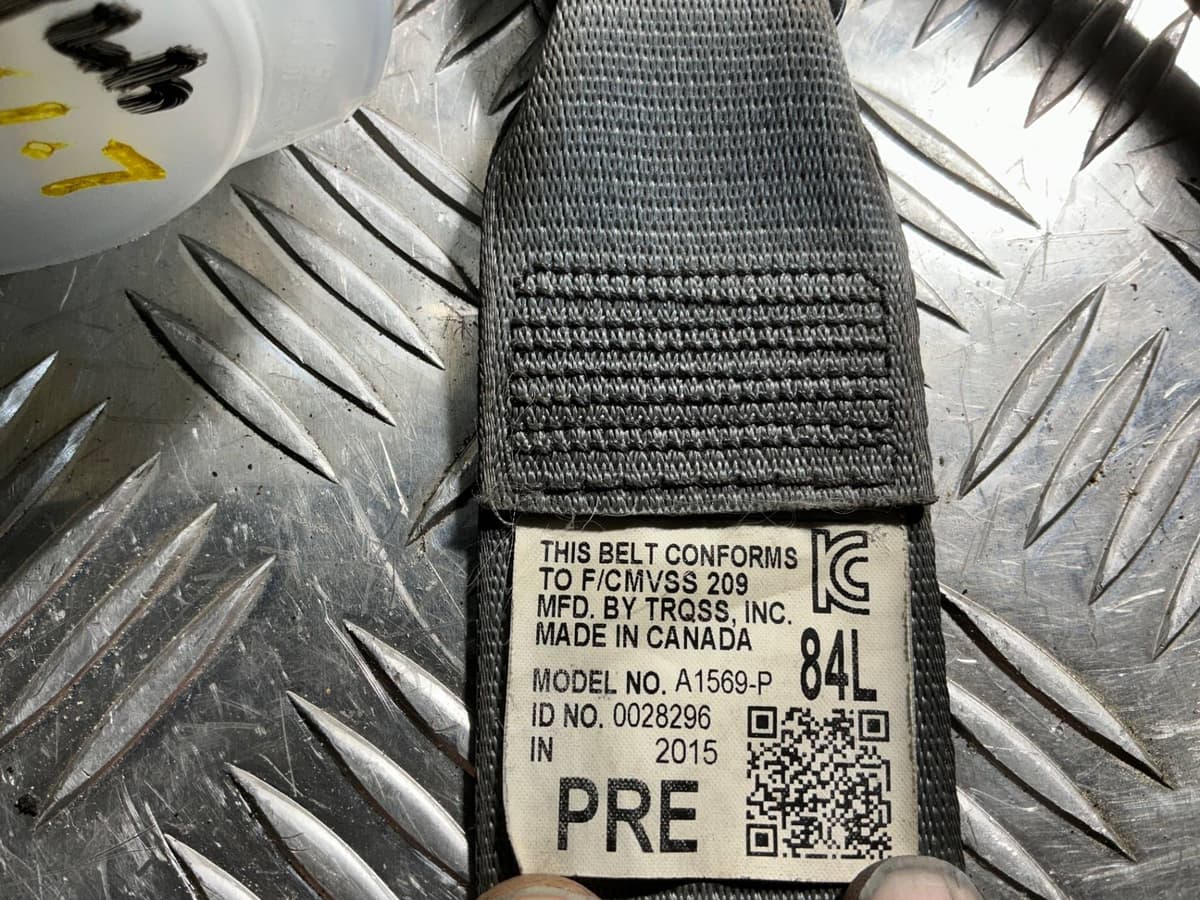 THIS BELT CONFORMS
TO F/CMVSS 209
MFD. BY TRQSS, INC.
MADE IN CANADA
KC
84L
MODEL NO. A1569-P
ID NO. 0028296
IN 2015
PRE